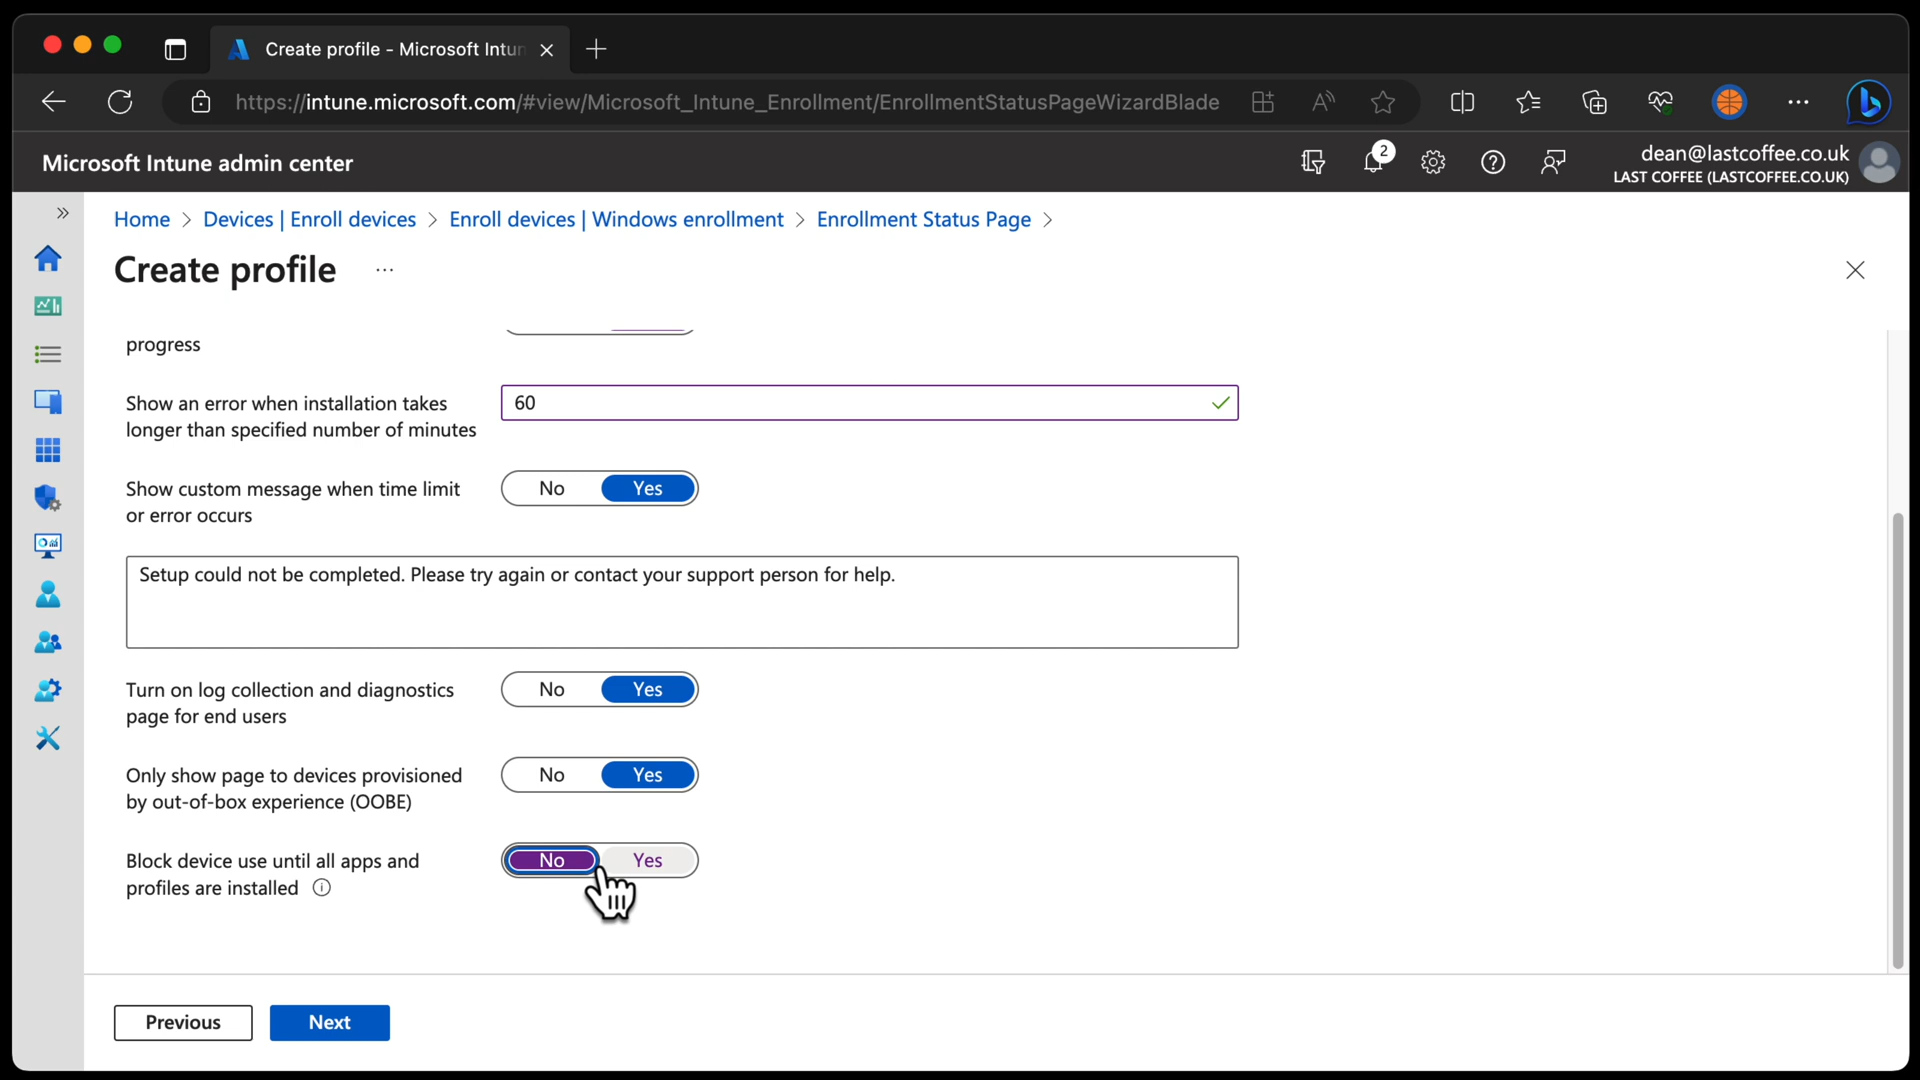 Create profile - Microsoft Intun
https://intune.microsoft.com/#view/Microsoft_Intune_Enrollment/EnrollmentStatusPageWizardBlade
Microsoft Intune admin center
2
dean@lastcoffee.co.uk
LAST COFFEE (LASTCOFFEE.CO.UK)
Home > Devices | Enroll devices > Enroll devices | Windows enrollment > Enrollment Status Page >
Create profile ...
progress
Show an error when installation takes
longer than specified number of minutes
60
Show custom message when time limit
or error occurs
No Yes
Setup could not be completed. Please try again or contact your support person for help.
Turn on log collection and diagnostics
page for end users
No Yes
Only show page to devices provisioned
by out-of-box experience (OOBE)
No Yes
Block device use until all apps and
profiles are installed
No Yes
Previous Next